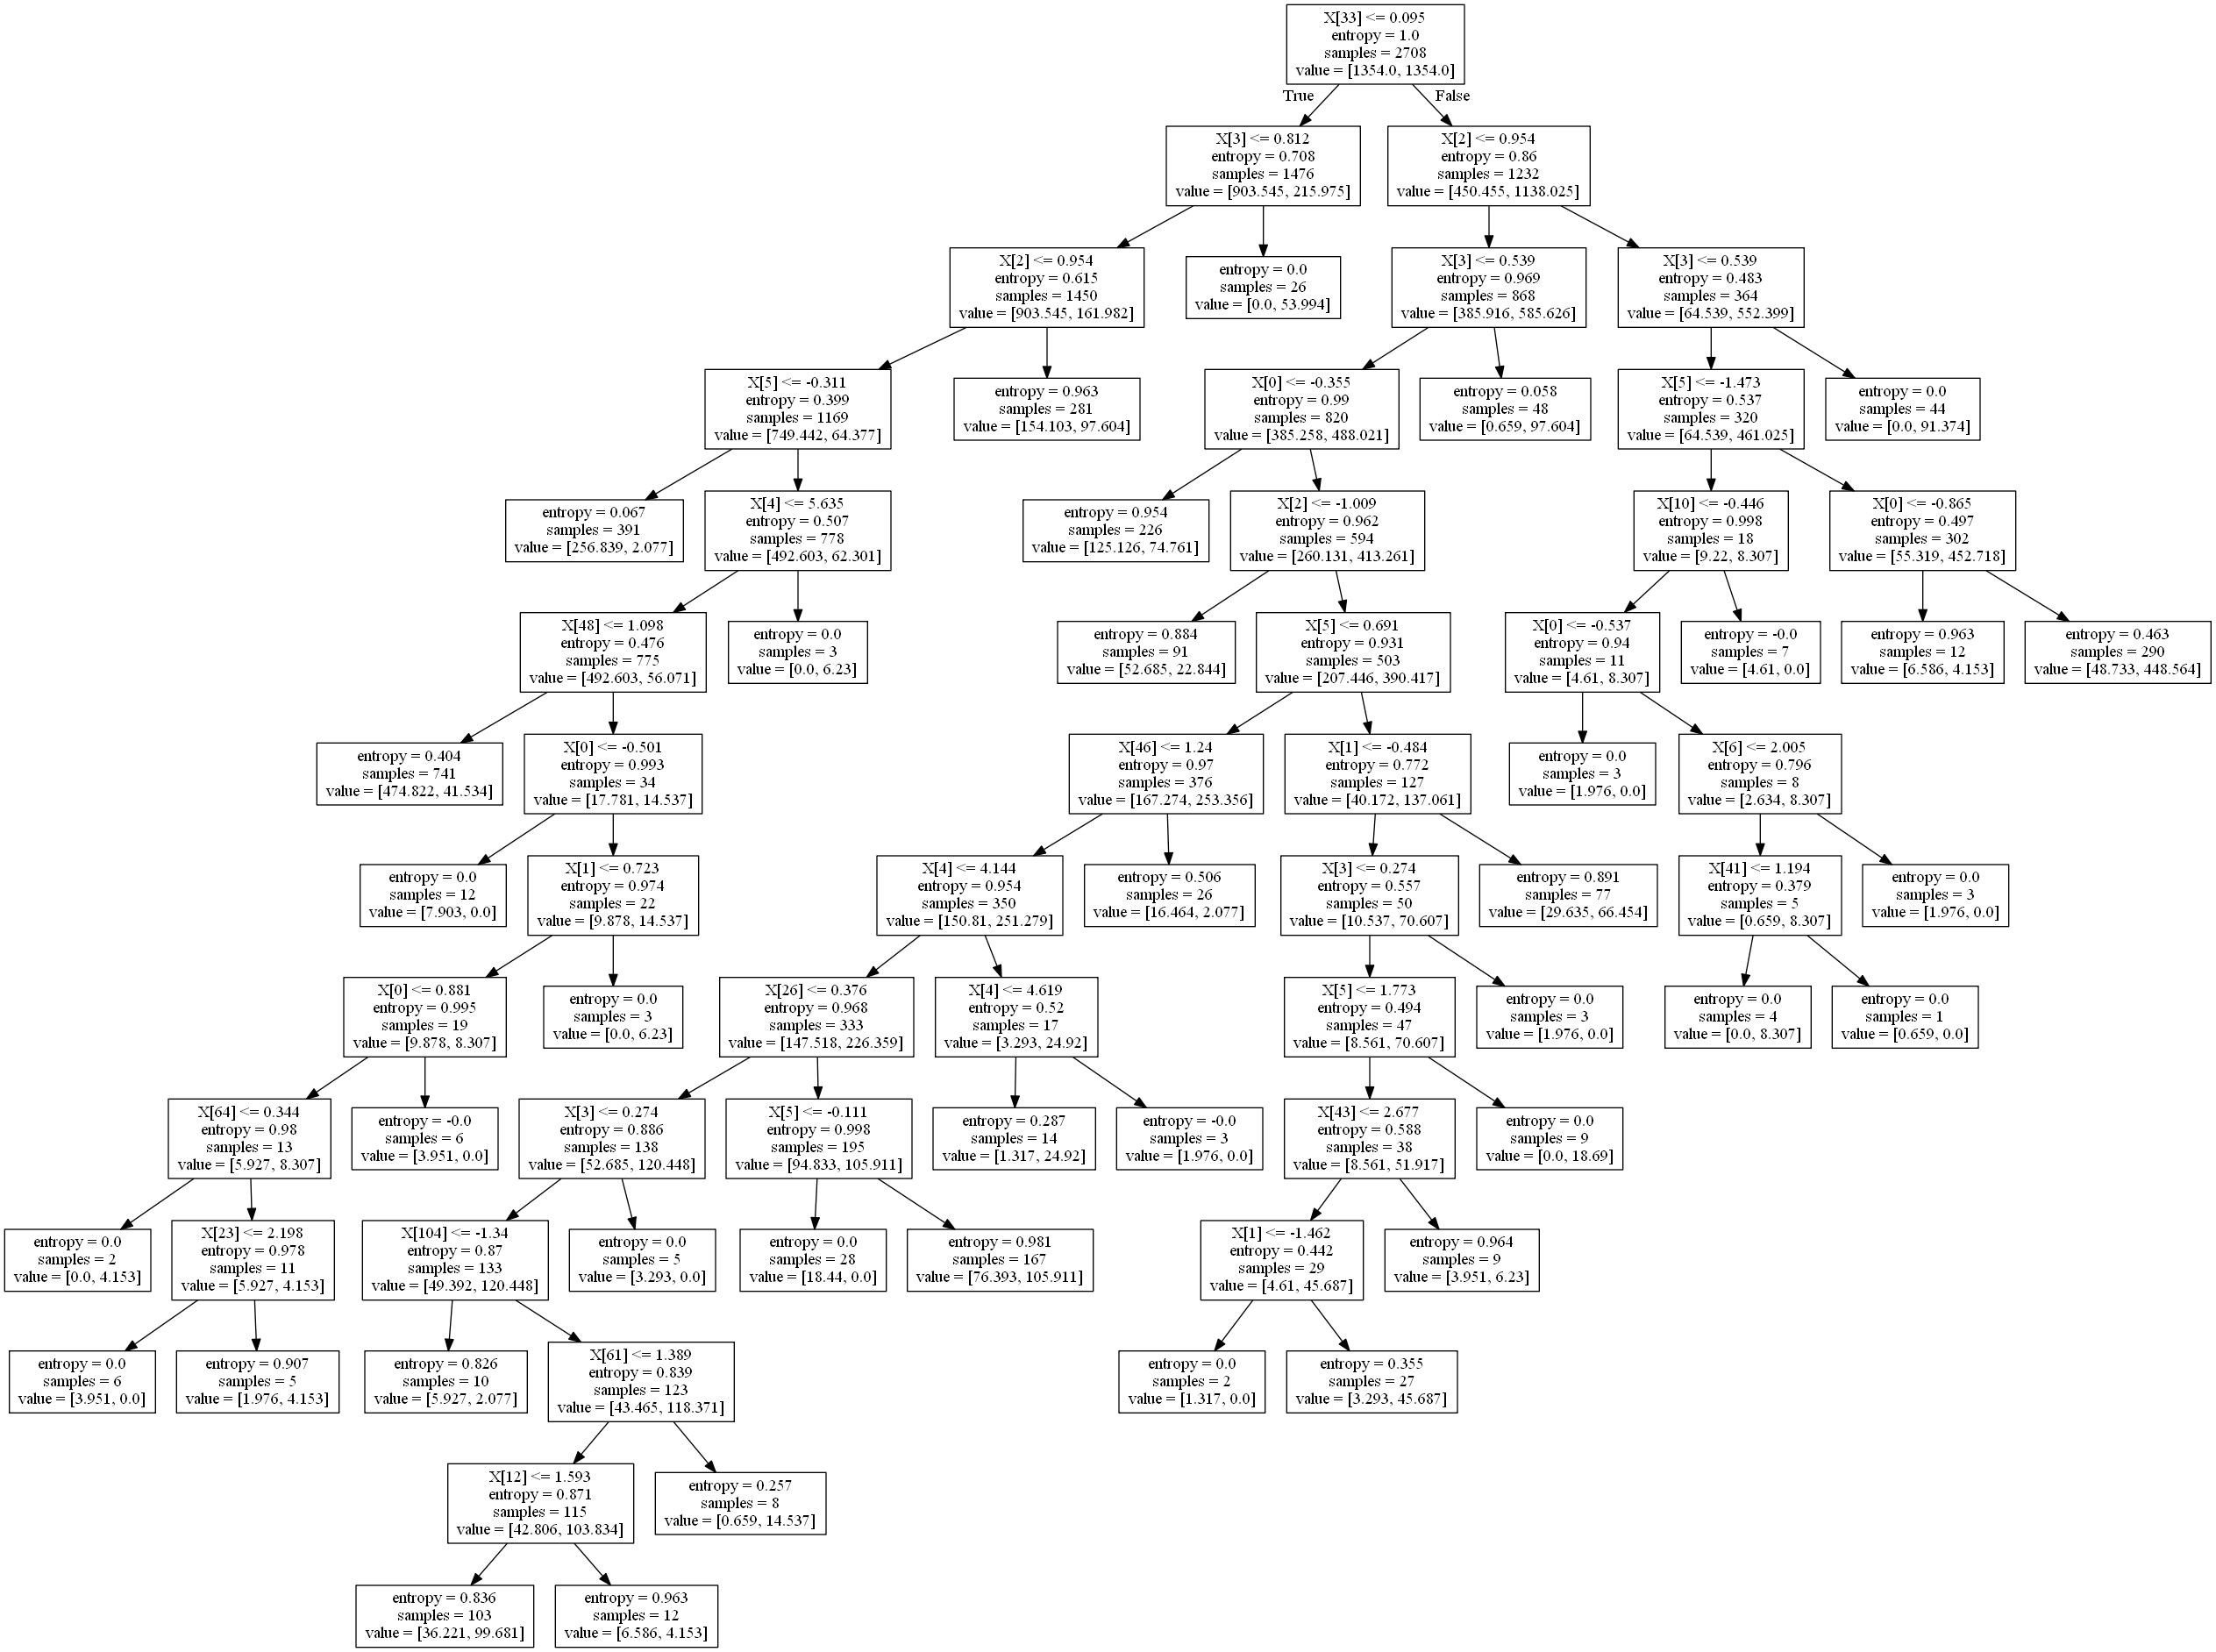 X[33] <= 0.095
entropy = 1.0
samples = 2708
value = [1354.0, 1354.0]
True
False
X[3] <= 0.812
entropy = 0.708
samples = 1476
value = [903.545, 215.975]
X[2] <= 0.954
entropy = 0.86
samples = 1232
value = [450.455, 1138.025]
X[2] <= 0.954
entropy = 0.615
samples = 1450
value = [903.545, 161.982]
entropy = 0.0
samples = 26
value = [0.0, 53.994]
X[3] <= 0.539
entropy = 0.969
samples = 868
value = [385.916, 585.626]
X[3] <= 0.539
entropy = 0.483
samples = 364
value = [64.539, 552.399]
X[5] <= -0.311
entropy = 0.399
samples = 1169
value = [749.442, 64.377]
entropy = 0.963
samples = 281
value = [154.103, 97.604]
X[0] <= -0.355
entropy = 0.99
samples = 820
value = [385.258, 488.021]
entropy = 0.058
samples = 48
value = [0.659, 97.604]
X[5] <= -1.473
entropy = 0.537
samples = 320
value = [64.539, 461.025]
entropy = 0.0
samples = 44
value = [0.0, 91.374]
entropy = 0.067
samples = 391
value = [256.839, 2.077]
X[4] <= 5.635
entropy = 0.507
samples = 778
value = [492.603, 62.301]
entropy = 0.954
samples = 226
value = [125.126, 74.761]
X[2] <= -1.009
entropy = 0.962
samples = 594
value = [260.131, 413.261]
X[10] <= -0.446
entropy = 0.998
samples = 18
value = [9.22, 8.307]
X[0] <= -0.865
entropy = 0.497
samples = 302
value = [55.319, 452.718]
X[48] <= 1.098
entropy = 0.476
samples = 775
value = [492.603, 56.071]
entropy = 0.0
samples = 3
value = [0.0, 6.23]
entropy = 0.884
samples = 91
value = [52.685, 22.844]
X[5] <= 0.691
entropy = 0.931
samples = 503
value = [207.446, 390.417]
X[0] <= -0.537
entropy = 0.94
samples = 11
value = [4.61, 8.307]
entropy = -0.0
samples = 7
value = [4.61, 0.0]
entropy = 0.963
samples = 12
value = [6.586, 4.153]
entropy = 0.463
samples = 290
value = [48.733, 448.564]
entropy = 0.404
samples = 741
value = [474.822, 41.534]
X[0] <= -0.501
entropy = 0.993
samples = 34
value = [17.781, 14.537]
X[46] <= 1.24
entropy = 0.97
samples = 376
value = [167.274, 253.356]
X[1] <= -0.484
entropy = 0.772
samples = 127
value = [40.172, 137.061]
entropy = 0.0
samples = 3
value = [1.976, 0.0]
X[6] <= 2.005
entropy = 0.796
samples = 8
value = [2.634, 8.307]
entropy = 0.0
samples = 12
value = [7.903, 0.0]
X[1] <= 0.723
entropy = 0.974
samples = 22
value = [9.878, 14.537]
X[4] <= 4.144
entropy = 0.954
samples = 350
value = [150.81, 251.279]
entropy = 0.506
samples = 26
value = [16.464, 2.077]
X[3] <= 0.274
entropy = 0.557
samples = 50
value = [10.537, 70.607]
entropy = 0.891
samples = 77
value = [29.635, 66.454]
X[41] <= 1.194
entropy = 0.379
samples = 5
value = [0.659, 8.307]
entropy = 0.0
samples = 3
value = [1.976, 0.0]
X[0] <= 0.881
entropy = 0.995
samples = 19
value = [9.878, 8.307]
entropy = 0.0
samples = 3
value = [0.0, 6.23]
X[26] <= 0.376
entropy = 0.968
samples = 333
value = [147.518, 226.359]
X[4] <= 4.619
entropy = 0.52
samples = 17
value = [3.293, 24.92]
X[5] <= 1.773
entropy = 0.494
samples = 47
value = [8.561, 70.607]
entropy = 0.0
samples = 3
value = [1.976, 0.0]
entropy = 0.0
samples = 4
value = [0.0, 8.307]
entropy = 0.0
samples = 1
value = [0.659, 0.0]
X[64] <= 0.344
entropy = 0.98
samples = 13
value = [5.927, 8.307]
entropy = -0.0
samples = 6
value = [3.951, 0.0]
X[3] <= 0.274
entropy = 0.886
samples = 138
value = [52.685, 120.448]
X[5] <= -0.111
entropy = 0.998
samples = 195
value = [94.833, 105.911]
entropy = 0.287
samples = 14
value = [1.317, 24.92]
entropy = -0.0
samples = 3
value = [1.976, 0.0]
X[43] <= 2.677
entropy = 0.588
samples = 38
value = [8.561, 51.917]
entropy = 0.0
samples = 9
value = [0.0, 18.69]
entropy = 0.0
samples = 2
value = [0.0, 4.153]
X[23] <= 2.198
entropy = 0.978
samples = 11
value = [5.927, 4.153]
X[104] <= -1.34
entropy = 0.87
samples = 133
value = [49.392, 120.448]
entropy = 0.0
samples = 5
value = [3.293, 0.0]
entropy = 0.0
samples = 28
value = [18.44, 0.0]
entropy = 0.981
samples = 167
value = [76.393, 105.911]
X[1] <= -1.462
entropy = 0.442
samples = 29
value = [4.61, 45.687]
entropy = 0.964
samples = 9
value = [3.951, 6.23]
entropy = 0.0
samples = 6
value = [3.951, 0.0]
entropy = 0.907
samples = 5
value = [1.976, 4.153]
entropy = 0.826
samples = 10
value = [5.927, 2.077]
X[61] <= 1.389
entropy = 0.839
samples = 123
value = [43.465, 118.371]
entropy = 0.0
samples = 2
value = [1.317, 0.0]
entropy = 0.355
samples = 27
value = [3.293, 45.687]
X[12] <= 1.593
entropy = 0.871
samples = 115
value = [42.806, 103.834]
entropy = 0.257
samples = 8
value = [0.659, 14.537]
entropy = 0.836
samples = 103
value = [36.221, 99.681]
entropy = 0.963
samples = 12
value = [6.586, 4.153]